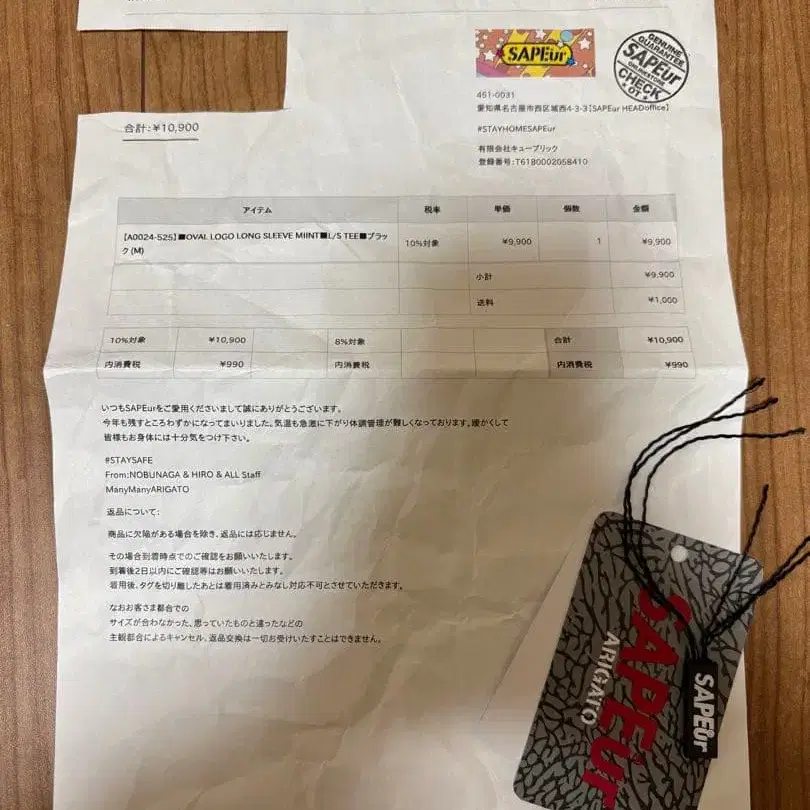 SAPEur
GENUINE GUARANTEE
SAPEur
ONLINESTORE
CHECK
OT
451-0031
愛知県名古屋市西区城西4-3-3【SAPEur HEADoffice】
合計:¥10,900
#STAYHOMESAPEur
有限会社キューブリック
登録番号:T6180002058410
アイテム 税率 単価 個数 金額
【A0024-525】■OVAL LOGO LONG SLEEVE MIINT■L/S TEE■ブラッ 10%対象 ¥9,900 1 ¥9,900
ク(M)
小計 ¥9,900
送料 ¥1,000
10%対象 ¥10,900 8%対象 合計 ¥10,900
内消費税 ¥990 内消費税 内消費税 ¥990
いつもSAPEurをご愛用くださいまして誠にありがとうございます。
今年も残すところわずかになってまいりました。気温も急激に下がり体調管理が難しくなっております。暖かくして
皆様もお身体には十分気をつけ下さい。
#STAYSAFE
From:NOBUNAGA & HIRO & ALL Staff
ManyManyARIGATO
返品について:
商品に欠陥がある場合を除き、返品には応じません。
その場合到着時点でのご確認をお願いいたします。
到着後2日以内にご確認等はお願いいたします。
着用後、タグを切り離したあとは着用済みとみなし対応不可とさせていただきます。
なおお客さま都合での
サイズが合わなかった、思っていたものと違ったなどの
主観都合によるキャンセル、返品交換は一切お受けいたすことはできません。
SAPEur
ARIGATO
SAPEur